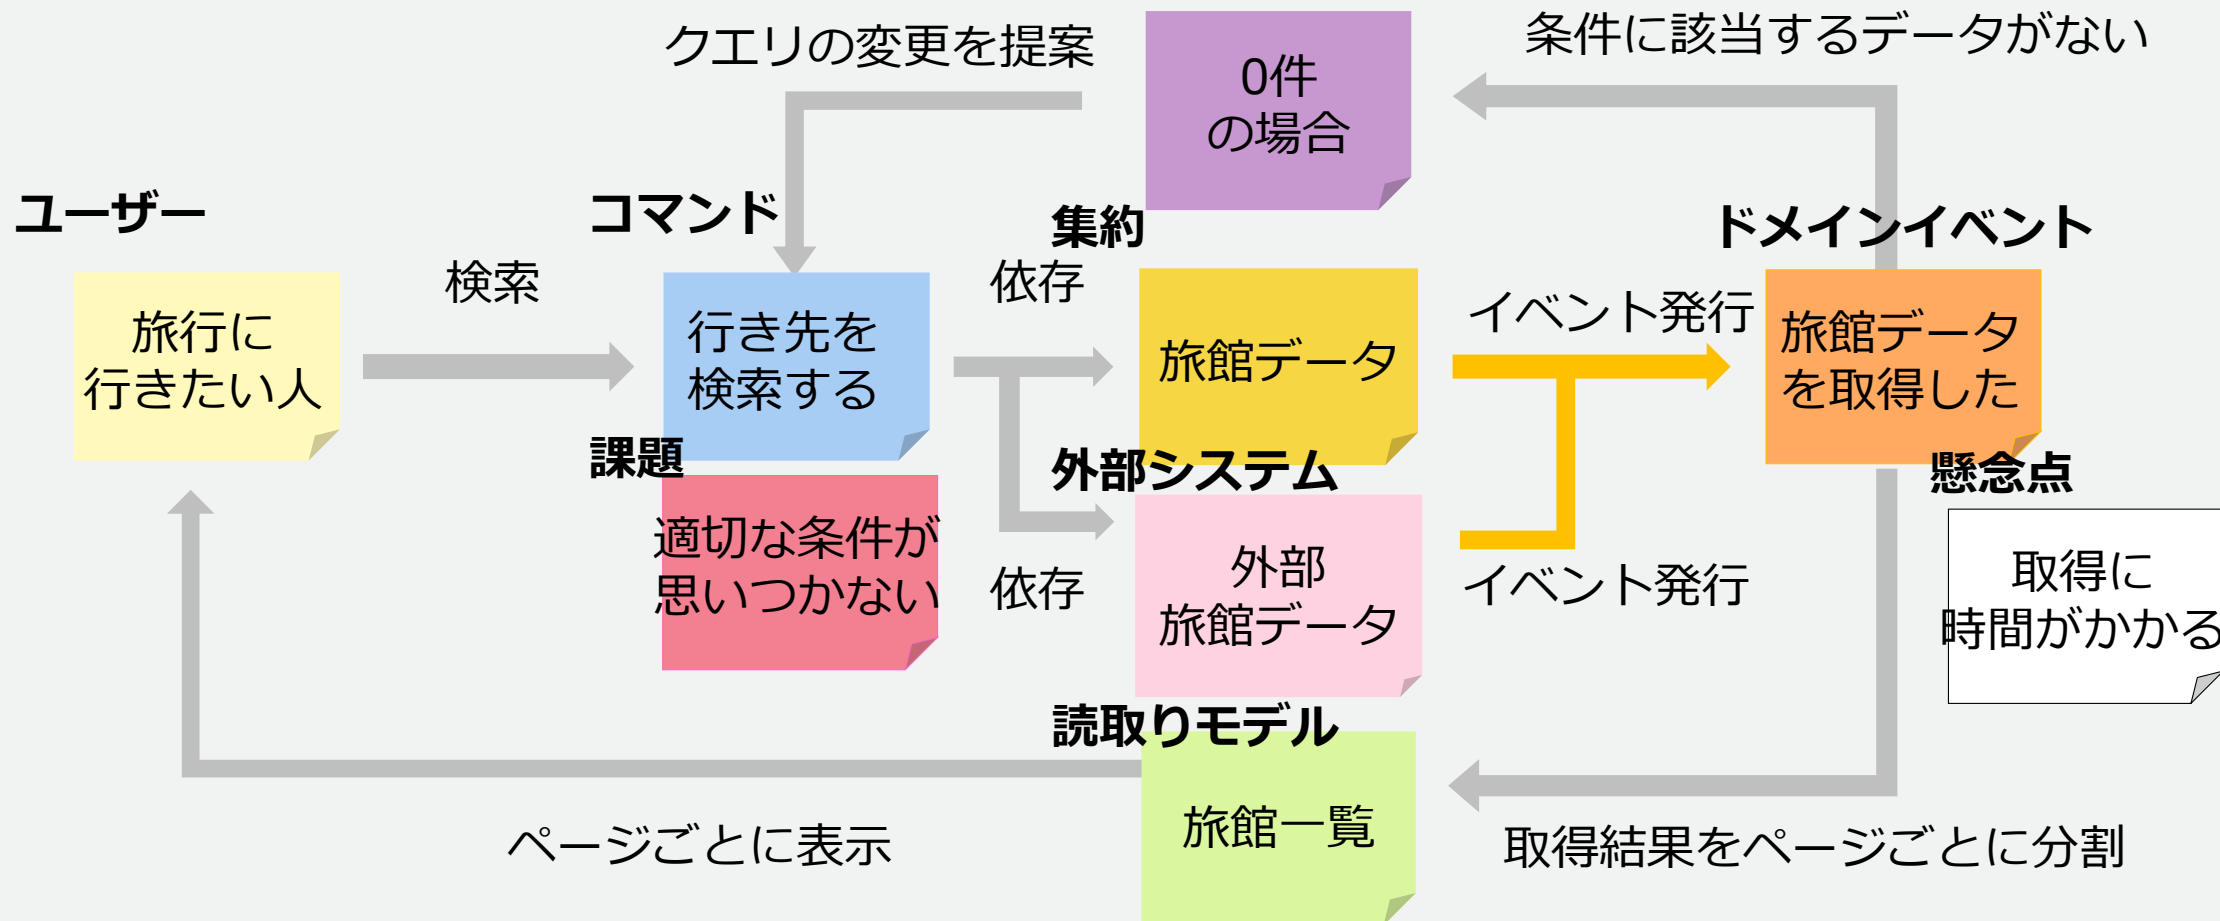 クエリの変更を提案
0件
の場合
条件に該当するデータがない
ユーザー
コマンド
集約
ドメインイベント
旅行に
行きたい人
検索
行き先を
検索する
依存
旅館データ
イベント発行
旅館データ
を取得した
課題
適切な条件が
思いつかない
外部システム
依存
外部
旅館データ
イベント発行
懸念点
取得に
時間がかかる
読取りモデル
旅館一覧
ページごとに表示
取得結果をページごとに分割